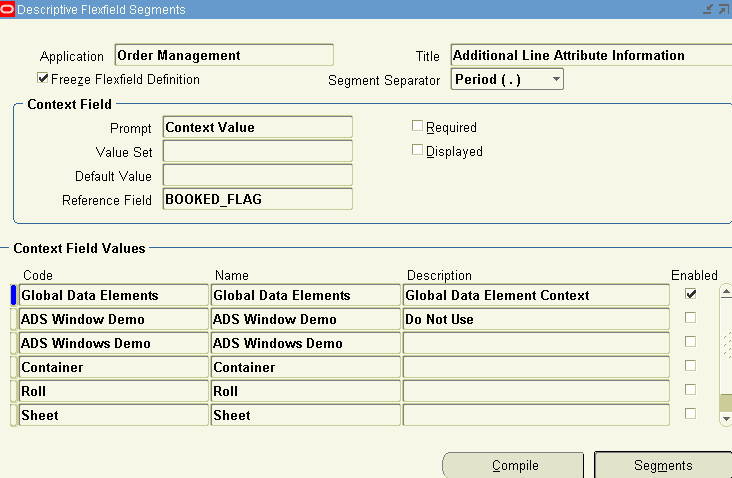 Descriptive Flexfield Segments
Application Order Management Title Additional Line Attribute Information
Freeze Flexfield Definition Segment Separator Period ( . )
Context Field
Prompt Context Value Required
Value Set Displayed
Default Value
Reference Field BOOKED_FLAG
Context Field Values
Code Name Description Enabled
Global Data Elements Global Data Elements Global Data Element Context
ADS Window Demo ADS Window Demo Do Not Use
ADS Windows Demo ADS Windows Demo
Container Container
Roll Roll
Sheet Sheet
Compile Segments